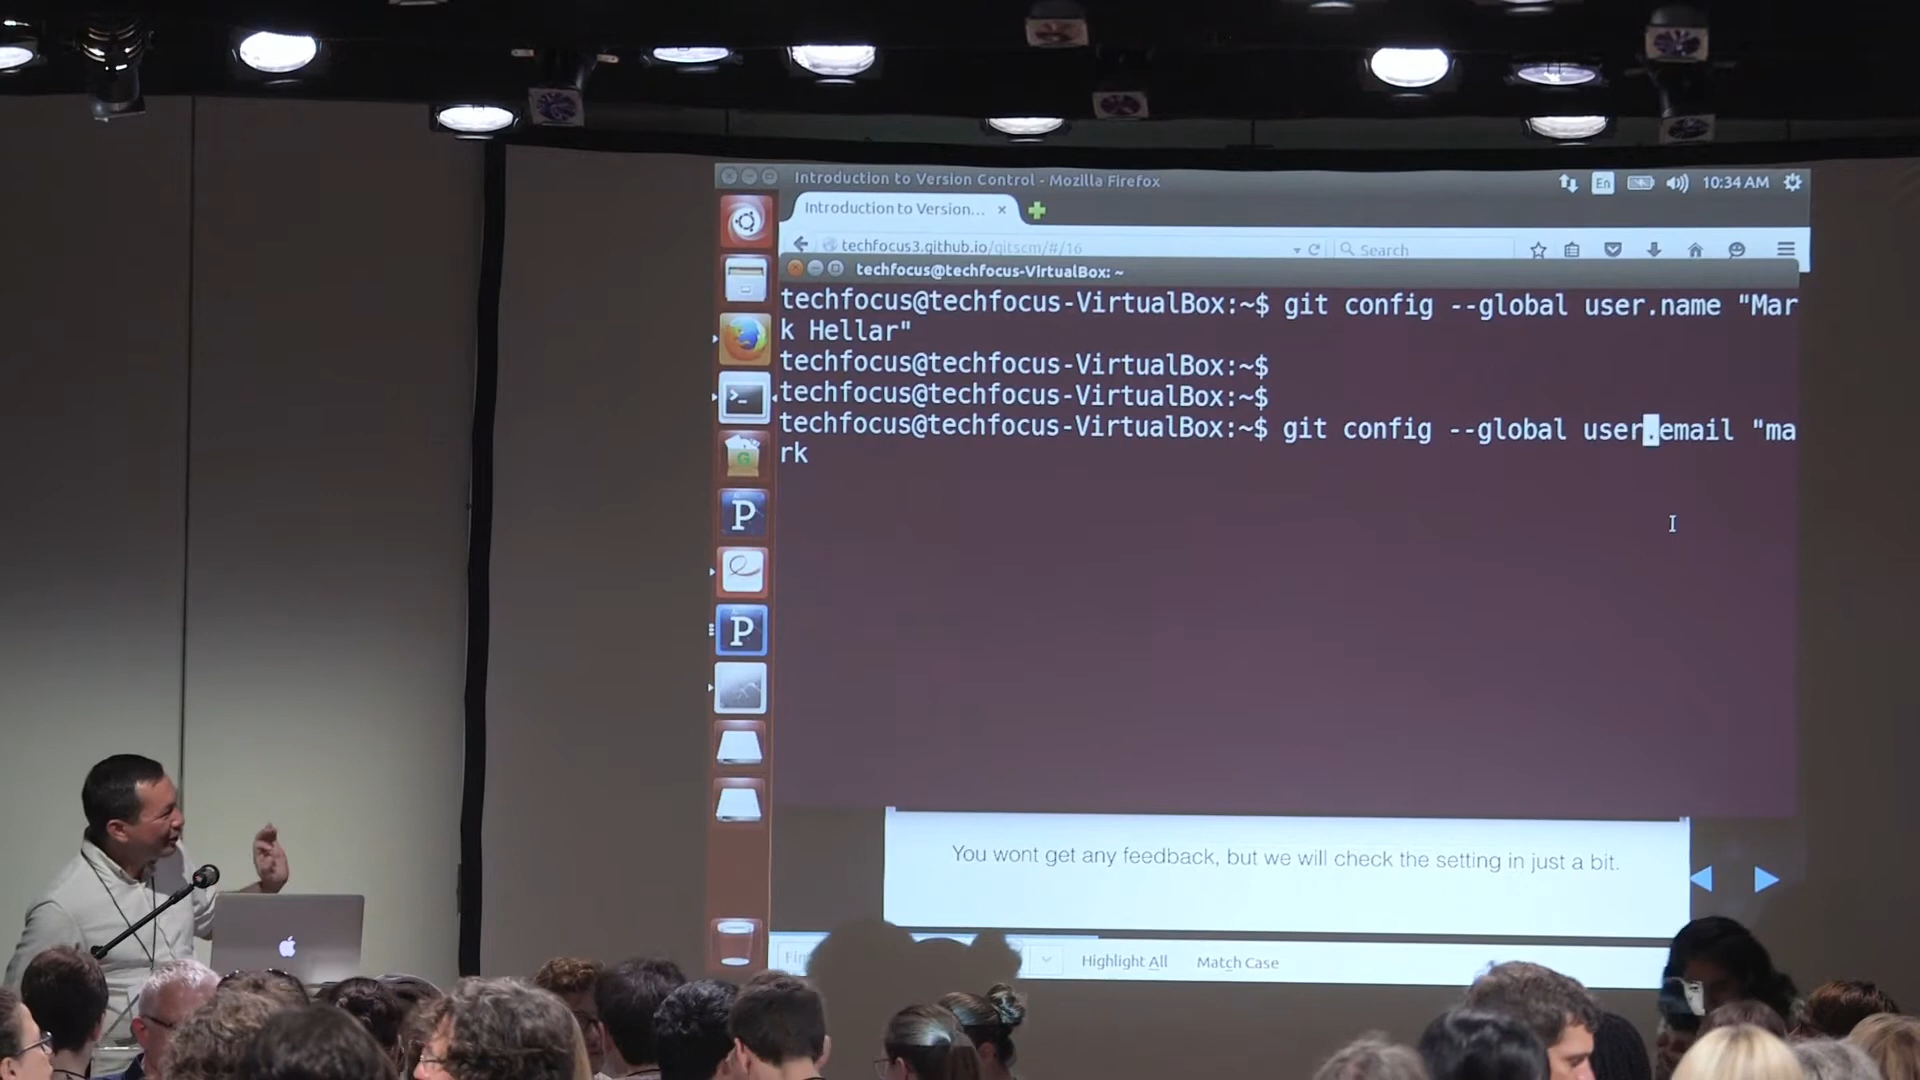 Introduction to Version Control - Mozilla Firefox
En
10:34 AM
Introduction to Version...
techfocus3.github.io/gitscm/#/16
Search
techfocus@techfocus-VirtualBox: ~
techfocus@techfocus-VirtualBox:~$ git config --global user.name "Mar
k Hellar"
techfocus@techfocus-VirtualBox:~$
techfocus@techfocus-VirtualBox:~$
techfocus@techfocus-VirtualBox:~$ git config --global user.email "ma
rk
G
P
P
You wont get any feedback, but we will check the setting in just a bit.
Highlight All
Match Case